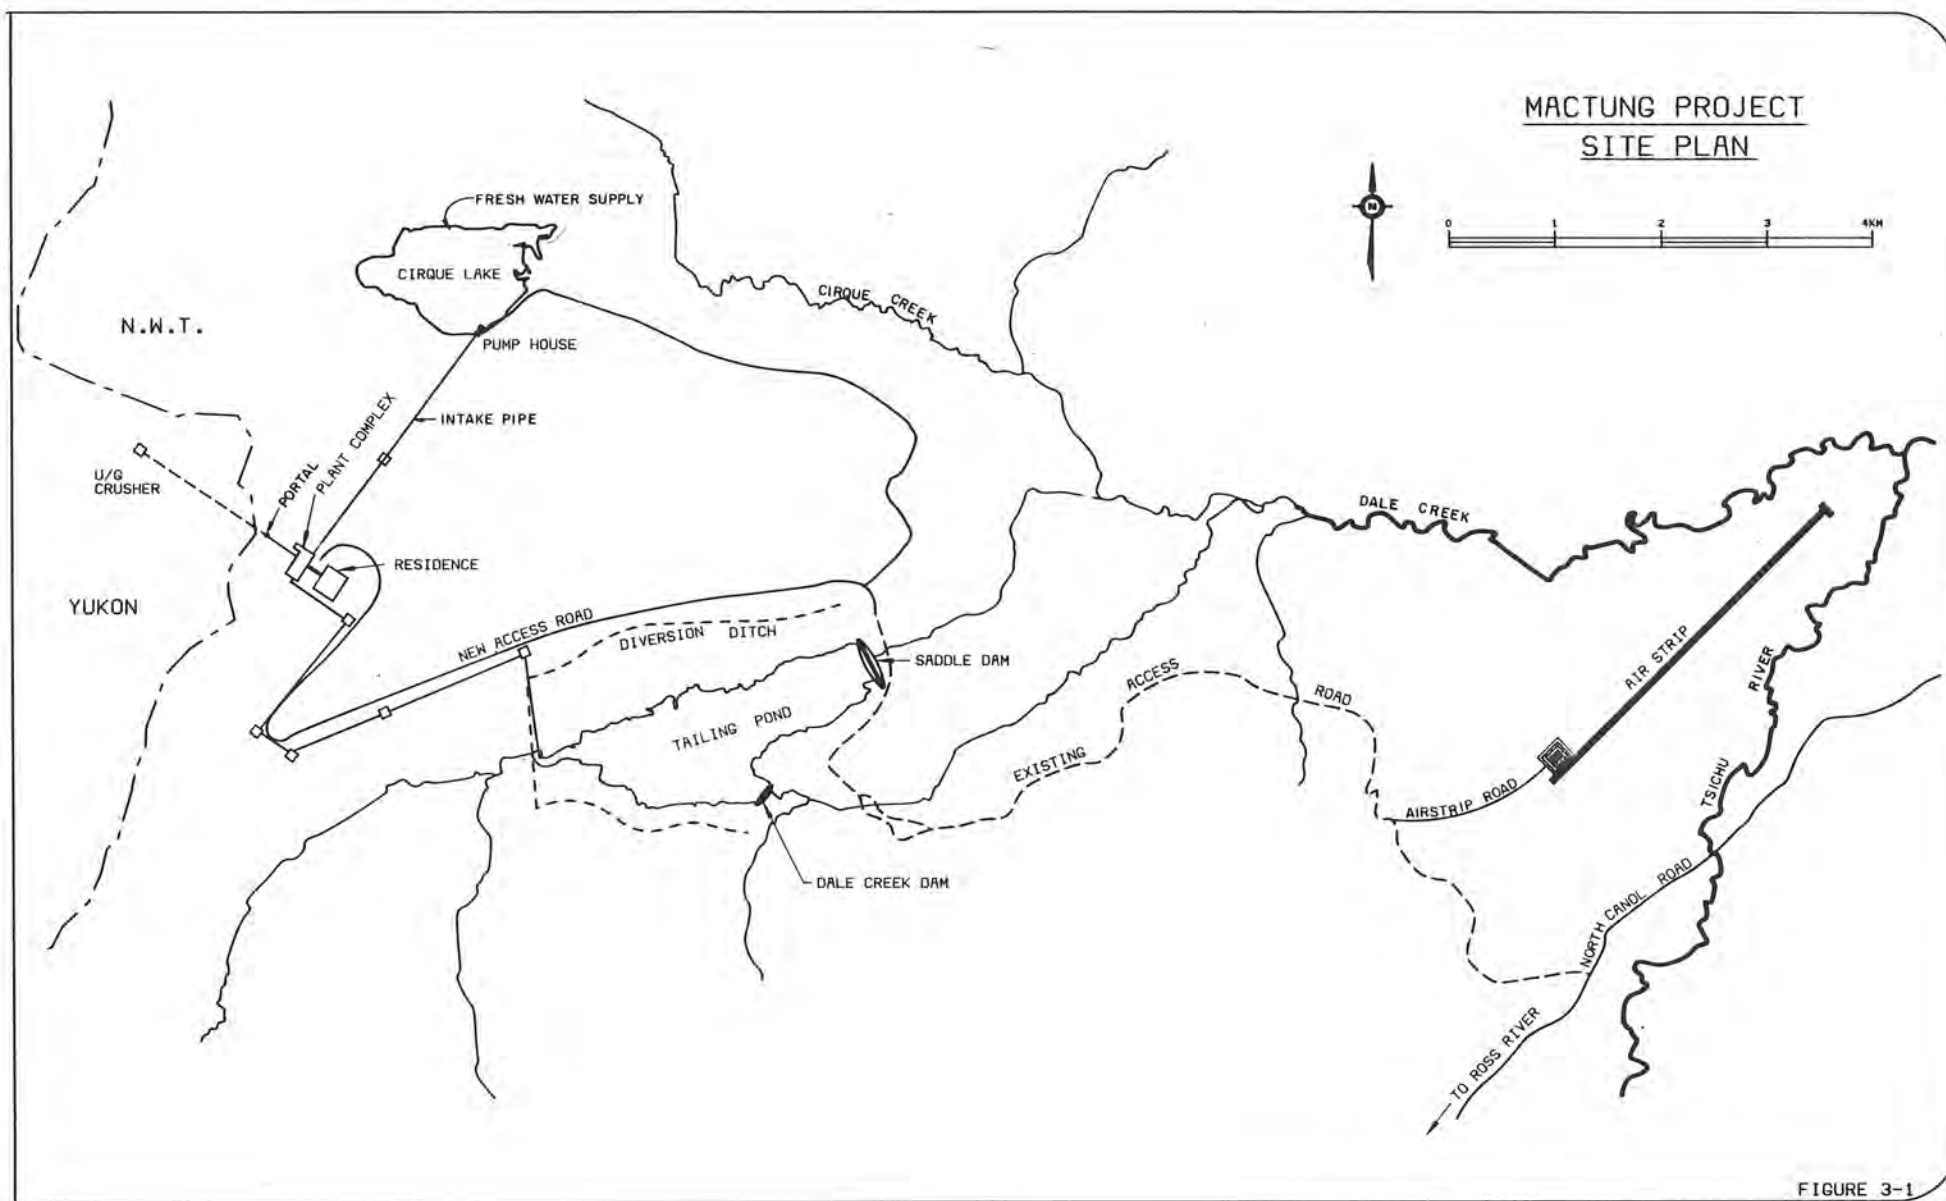 MACTUNG PROJECT
SITE PLAN
N
0 1 2 3 4KM
FRESH WATER SUPPLY
CIRQUE LAKE
CIRQUE CREEK
N.W.T.
PUMP HOUSE
INTAKE PIPE
PLANT COMPLEX
PORTAL
U/G
CRUSHER
DALE CREEK
RESIDENCE
YUKON
NEW ACCESS ROAD
DIVERSION DITCH
SADDLE DAM
TAILING POND
EXISTING ACCESS ROAD
AIR STRIP
TSICHU RIVER
AIRSTRIP ROAD
DALE CREEK DAM
NORTH CANOL ROAD
TO ROSS RIVER
FIGURE 3-1